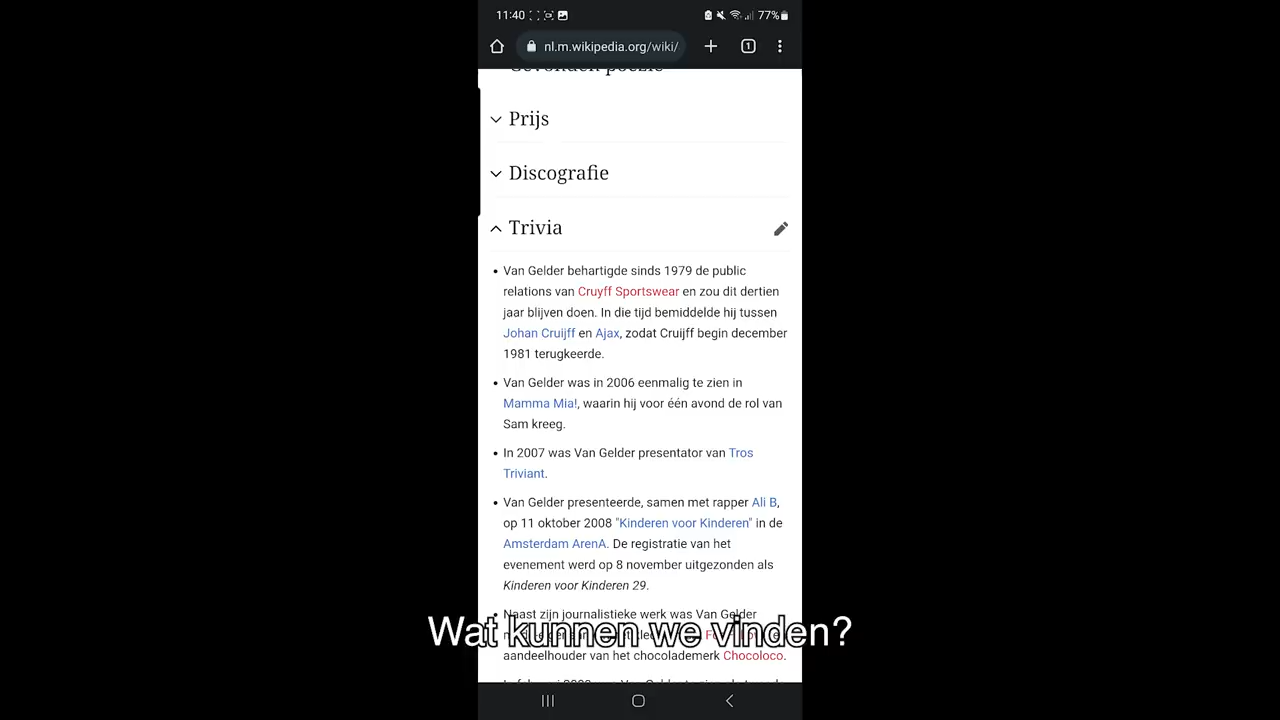 11:40
77%
nl.m.wikipedia.org/wiki/
1
Gevonden poëzie
Prijs
Discografie
Trivia
• Van Gelder behartigde sinds 1979 de public
relations van Cruyff Sportswear en zou dit dertien
jaar blijven doen. In die tijd bemiddelde hij tussen
Johan Cruijff en Ajax, zodat Cruijff begin december
1981 terugkeerde.
• Van Gelder was in 2006 eenmalig te zien in
Mamma Mia!, waarin hij voor één avond de rol van
Sam kreeg.
• In 2007 was Van Gelder presentator van Tros
Triviant.
• Van Gelder presenteerde, samen met rapper Ali B,
op 11 oktober 2008 "Kinderen voor Kinderen" in de
Amsterdam ArenA. De registratie van het
evenement werd op 8 november uitgezonden als
Kinderen voor Kinderen 29.
• Naast zijn journalistieke werk was Van Gelder
Wat kunnen we vinden?
aandeelhouder van het chocolademerk Chocoloco.